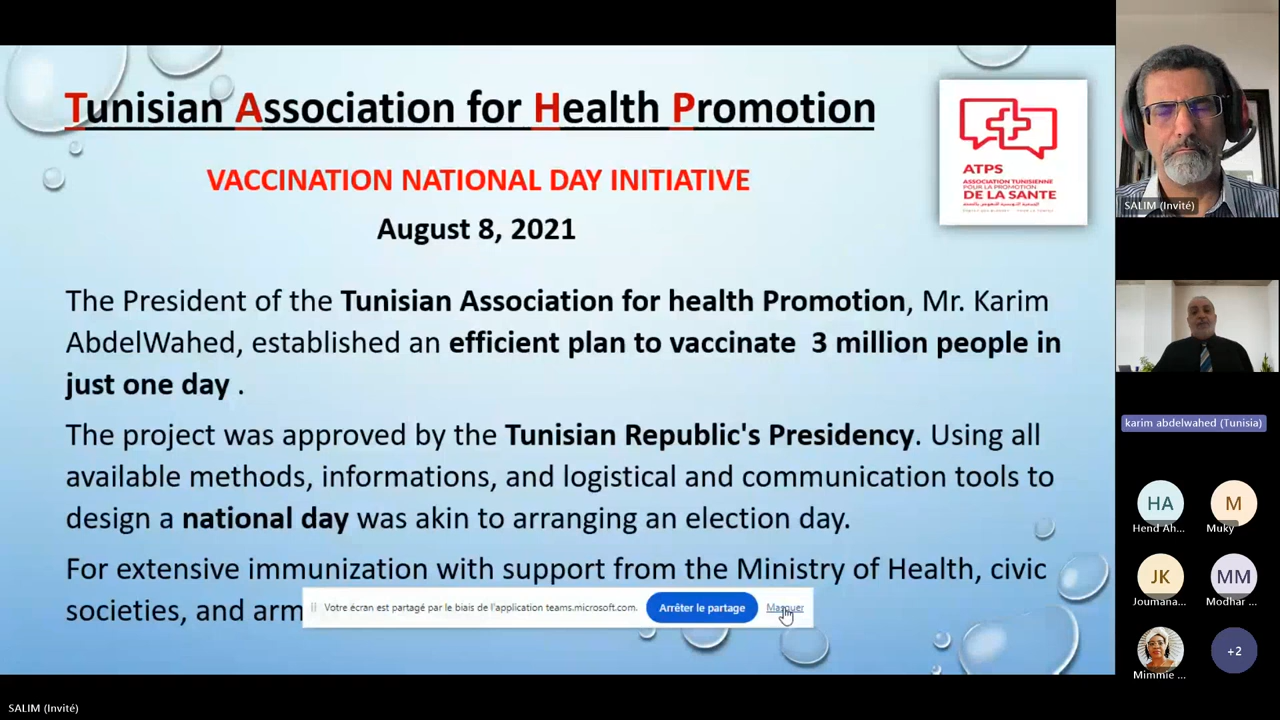 Tunisian Association for Health Promotion
VACCINATION NATIONAL DAY INITIATIVE
August 8, 2021
ATPS
ASSOCIATION TUNISIENNE
POUR LA PROMOTION
DE LA SANTE
The President of the Tunisian Association for health Promotion, Mr. Karim
AbdelWahed, established an efficient plan to vaccinate 3 million people in
just one day .
The project was approved by the Tunisian Republic's Presidency. Using all
available methods, informations, and logistical and communication tools to
design a national day was akin to arranging an election day.
For extensive immunization with support from the Ministry of Health, civic
societies, and arm
Votre écran est partagé par le biais de l'application teams.microsoft.com.
Arrêter le partage
Masquer
SALIM (Invité)
karim abdelwahed (Tunisia)
HA
Hend Ah...
M
Muky
JK
Joumana...
MM
Modhar ...
Mimmie ...
+2
SALIM (Invité)